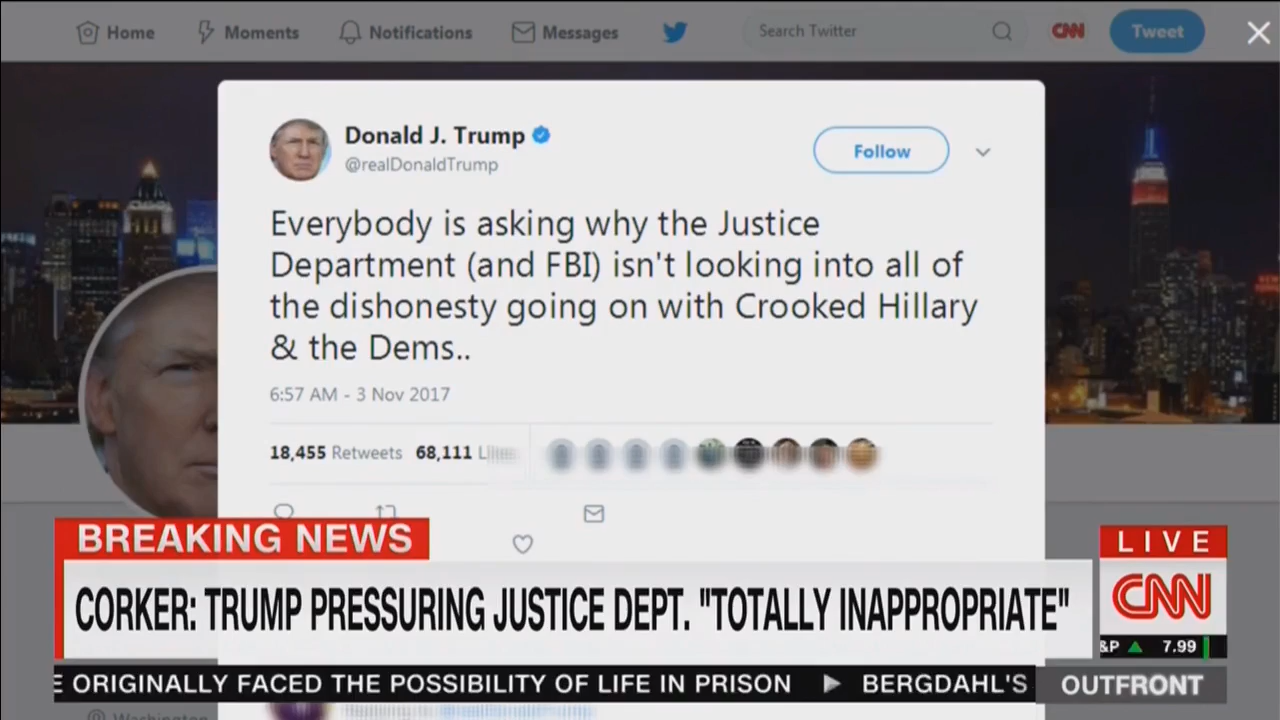 Home Moments Notifications Messages Search Twitter CNN Tweet
Donald J. Trump
@realDonaldTrump
Follow
Everybody is asking why the Justice
Department (and FBI) isn't looking into all of
the dishonesty going on with Crooked Hillary
& the Dems..
6:57 AM - 3 Nov 2017
18,455 Retweets 68,111 Likes
BREAKING NEWS
LIVE
CORKER: TRUMP PRESSURING JUSTICE DEPT. "TOTALLY INAPPROPRIATE"
CNN
&P 7.99
E ORIGINALLY FACED THE POSSIBILITY OF LIFE IN PRISON BERGDAHL'S
OUTFRONT
Washington